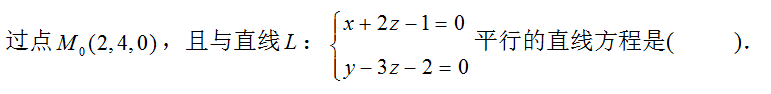 过点 M₀(2,4,0)，且与直线 L：{x+2z−1=0
y−3z−2=0 平行的直线方程是(    ).